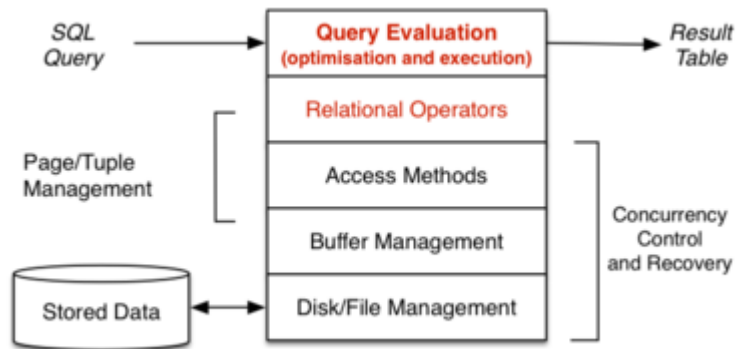 SQL
Query
Query Evaluation
(optimisation and execution)
Result
Table
Relational Operators
Page/Tuple
Management
Access Methods
Buffer Management
Concurrency
Control
and Recovery
Stored Data
Disk/File Management